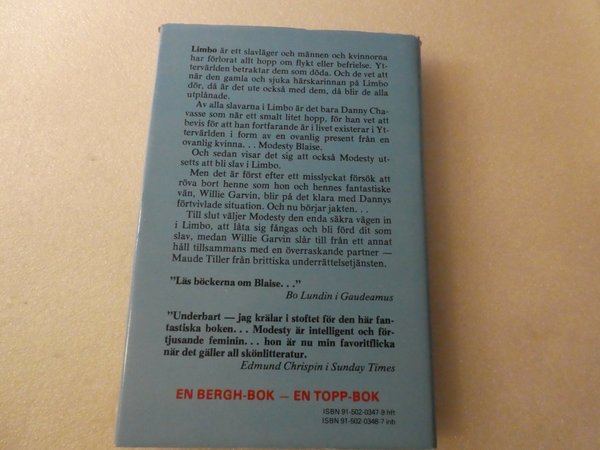 Limbo är ett slavläger och männen och kvinnorna
har förlorat allt hopp om flykt eller befrielse. Yt-
tervärlden betraktar dem som döda. Och de vet att
när den gamla och sjuka härskarinnan på Limbo
dör, då är det ute också med dem, då blir de alla
utplånade.
Av alla slavarna i Limbo är det bara Danny Cha-
vasse som når ett smalt litet hopp, för han vet att
bevis för att han fortfarande är i livet existerar i Yt-
tervärlden i form av en ovanlig present från en
ovanlig kvinna. . . Modesty Blaise.
Och sedan visar det sig att också Modesty ut-
setts att bli slav i Limbo.
Men det är först efter ett misslyckat försök att
röva bort henne som hon och hennes fantastiske
vän, Willie Garvin, blir på det klara med Dannys
förtvivlade situation. Och nu börjar jakten. . .
Till slut väljer Modesty den enda säkra vägen in
i Limbo, att låta sig fångas och bli förd dit som
slav, medan Willie Garvin slår till från ett annat
håll tillsammans med en överraskande partner —
Maude Tiller från brittiska underrättelsetjänsten.
"Läs böckerna om Blaise. . ."
Bo Lundin i Gaudeamus
"Underbart — jag krälar i stoftet för den här fan-
tastiska boken. . . Modesty är intelligent och för-
tjusande feminin. . . hon är nu min favoritflicka
när det gäller all skönlitteratur.
Edmund Chrispin i Sunday Times
EN BERGH-BOK — EN TOPP-BOK
ISBN 91-502-0347-9 hft
ISBN 91-502-0348-7 inb